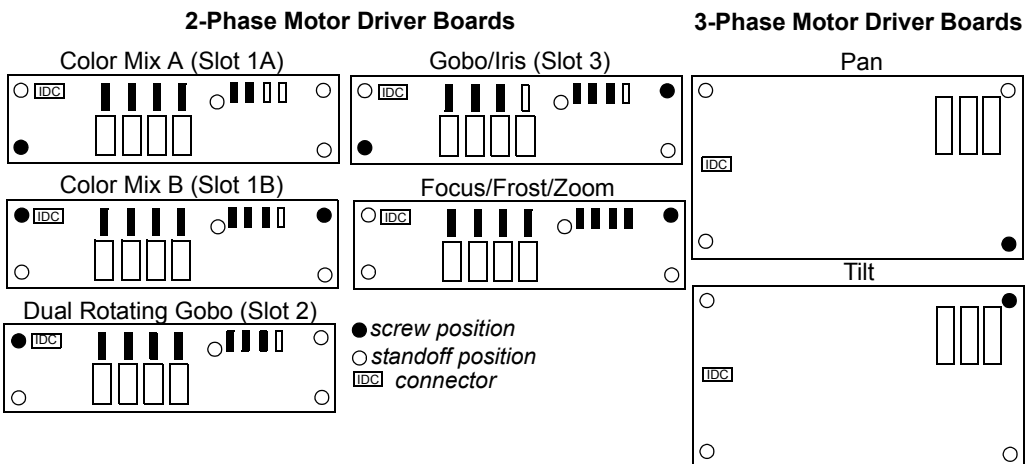 2-Phase Motor Driver Boards
3-Phase Motor Driver Boards
Color Mix A (Slot 1A)
IDC
Gobo/Iris (Slot 3)
IDC
Pan
IDC
Color Mix B (Slot 1B)
IDC
Focus/Frost/Zoom
IDC
Tilt
IDC
Dual Rotating Gobo (Slot 2)
IDC
screw position
standoff position
IDC connector